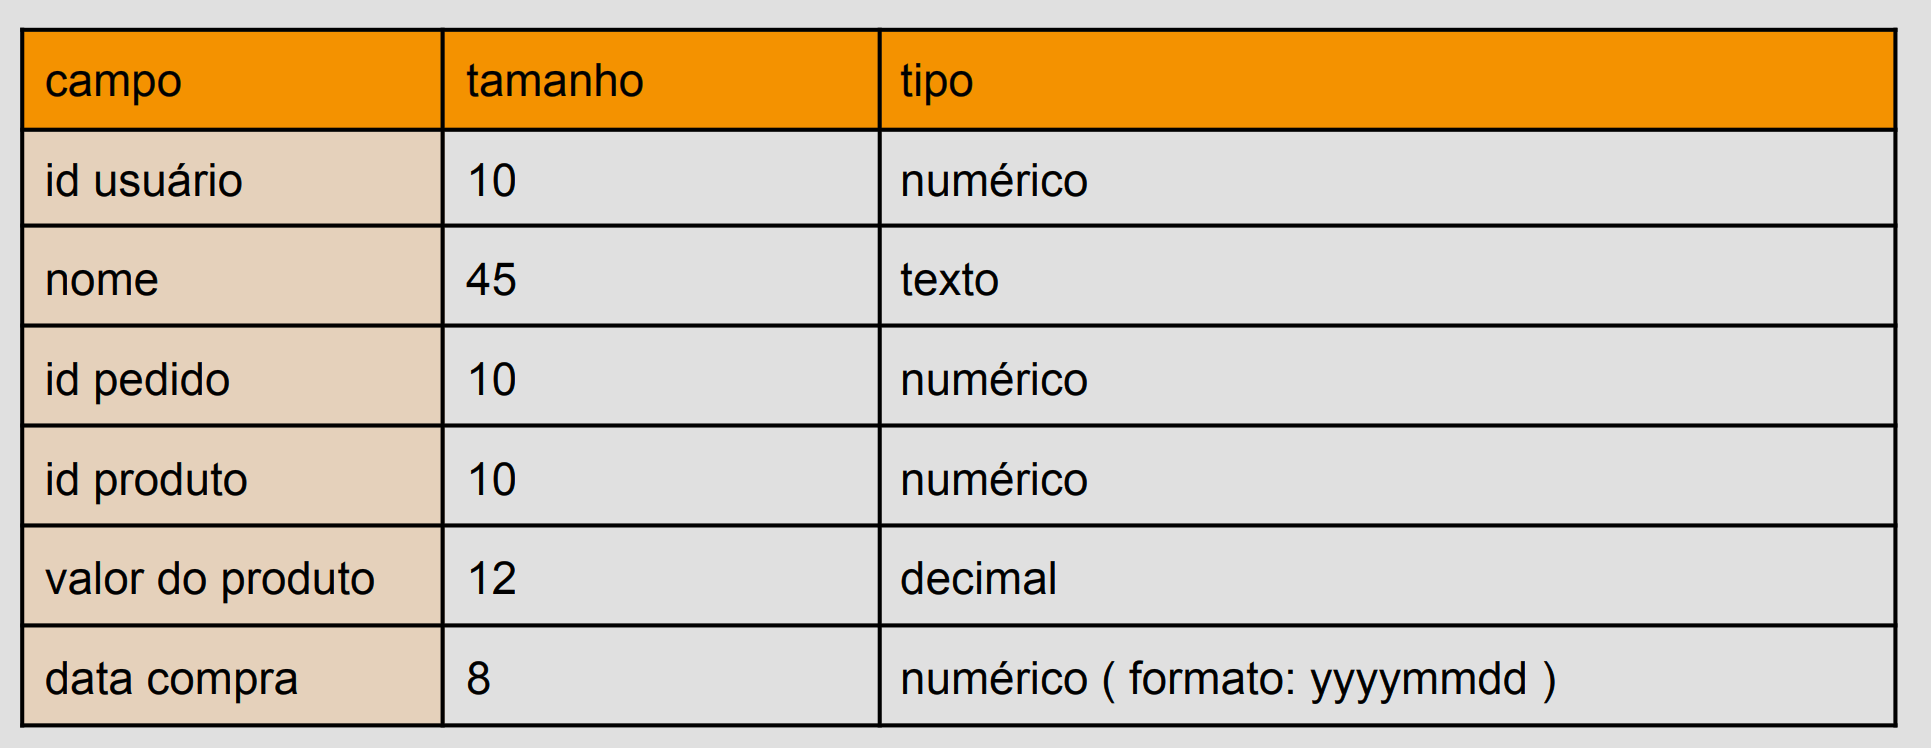 campo tamanho tipo
id usuário 10 numérico
nome 45 texto
id pedido 10 numérico
id produto 10 numérico
valor do produto 12 decimal
data compra 8 numérico ( formato: yyyymmdd )